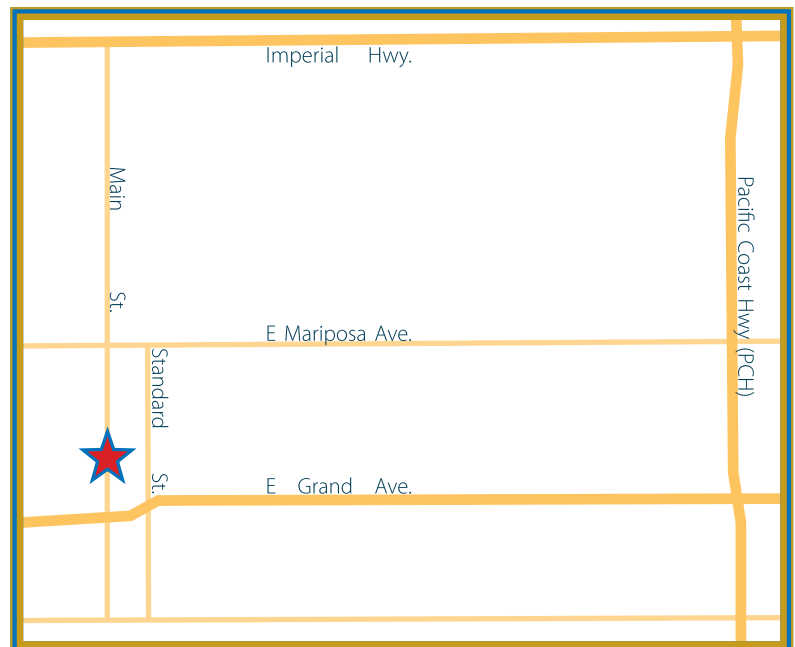 Imperial Hwy.
Main St.
Pacific Coast Hwy (PCH)
E Mariposa Ave.
Standard St.
E Grand Ave.